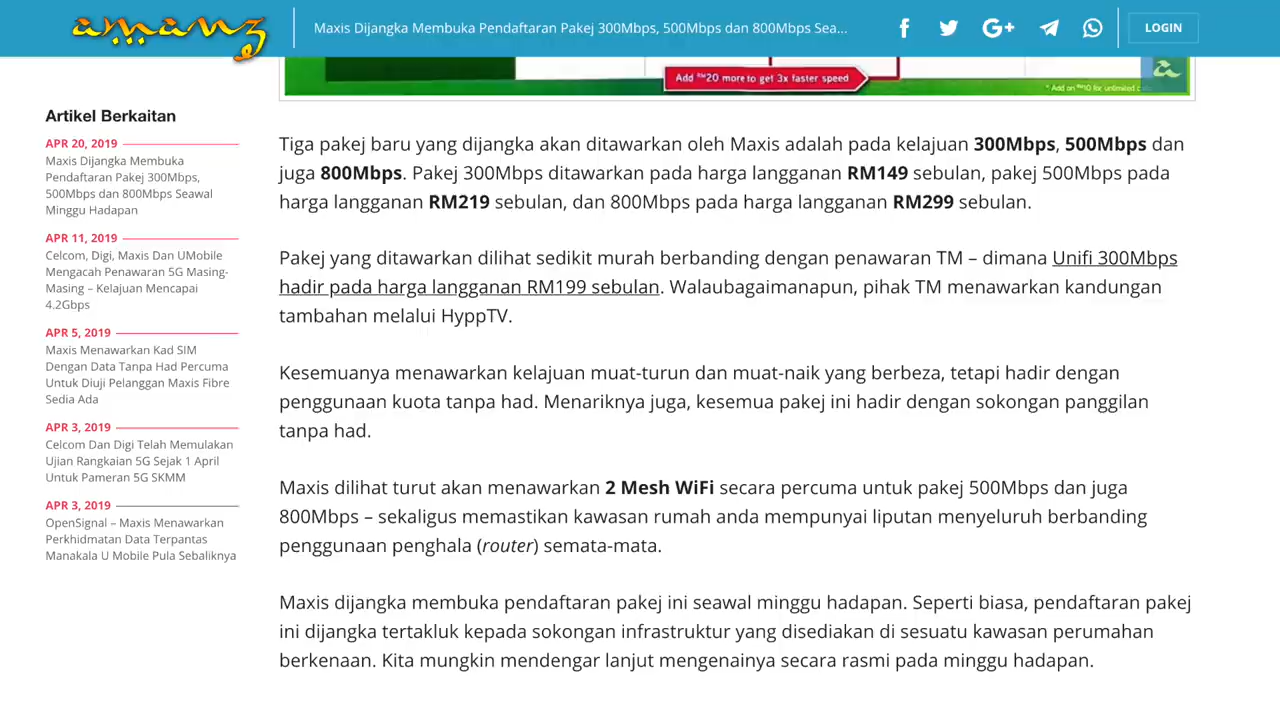 amanz
Maxis Dijangka Membuka Pendaftaran Pakej 300Mbps, 500Mbps dan 800Mbps Sea...
LOGIN
Add RM20 more to get 3x faster speed
* Add on RM10 for unlimited
Artikel Berkaitan
APR 20, 2019
Maxis Dijangka Membuka
Pendaftaran Pakej 300Mbps,
500Mbps dan 800Mbps Seawal
Minggu Hadapan
APR 11, 2019
Celcom, Digi, Maxis Dan UMobile
Mengacah Penawaran 5G Masing-
Masing – Kelajuan Mencapai
4.2Gbps
APR 5, 2019
Maxis Menawarkan Kad SIM
Dengan Data Tanpa Had Percuma
Untuk Diuji Pelanggan Maxis Fibre
Sedia Ada
APR 3, 2019
Celcom Dan Digi Telah Memulakan
Ujian Rangkaian 5G Sejak 1 April
Untuk Pameran 5G SKMM
APR 3, 2019
OpenSignal – Maxis Menawarkan
Perkhidmatan Data Terpantas
Manakala U Mobile Pula Sebaliknya
Tiga pakej baru yang dijangka akan ditawarkan oleh Maxis adalah pada kelajuan 300Mbps, 500Mbps dan
juga 800Mbps. Pakej 300Mbps ditawarkan pada harga langganan RM149 sebulan, pakej 500Mbps pada
harga langganan RM219 sebulan, dan 800Mbps pada harga langganan RM299 sebulan.
Pakej yang ditawarkan dilihat sedikit murah berbanding dengan penawaran TM – dimana Unifi 300Mbps
hadir pada harga langganan RM199 sebulan. Walaubagaimanapun, pihak TM menawarkan kandungan
tambahan melalui HyppTV.
Kesemuanya menawarkan kelajuan muat-turun dan muat-naik yang berbeza, tetapi hadir dengan
penggunaan kuota tanpa had. Menariknya juga, kesemua pakej ini hadir dengan sokongan panggilan
tanpa had.
Maxis dilihat turut akan menawarkan 2 Mesh WiFi secara percuma untuk pakej 500Mbps dan juga
800Mbps – sekaligus memastikan kawasan rumah anda mempunyai liputan menyeluruh berbanding
penggunaan penghala (router) semata-mata.
Maxis dijangka membuka pendaftaran pakej ini seawal minggu hadapan. Seperti biasa, pendaftaran pakej
ini dijangka tertakluk kepada sokongan infrastruktur yang disediakan di sesuatu kawasan perumahan
berkenaan. Kita mungkin mendengar lanjut mengenainya secara rasmi pada minggu hadapan.